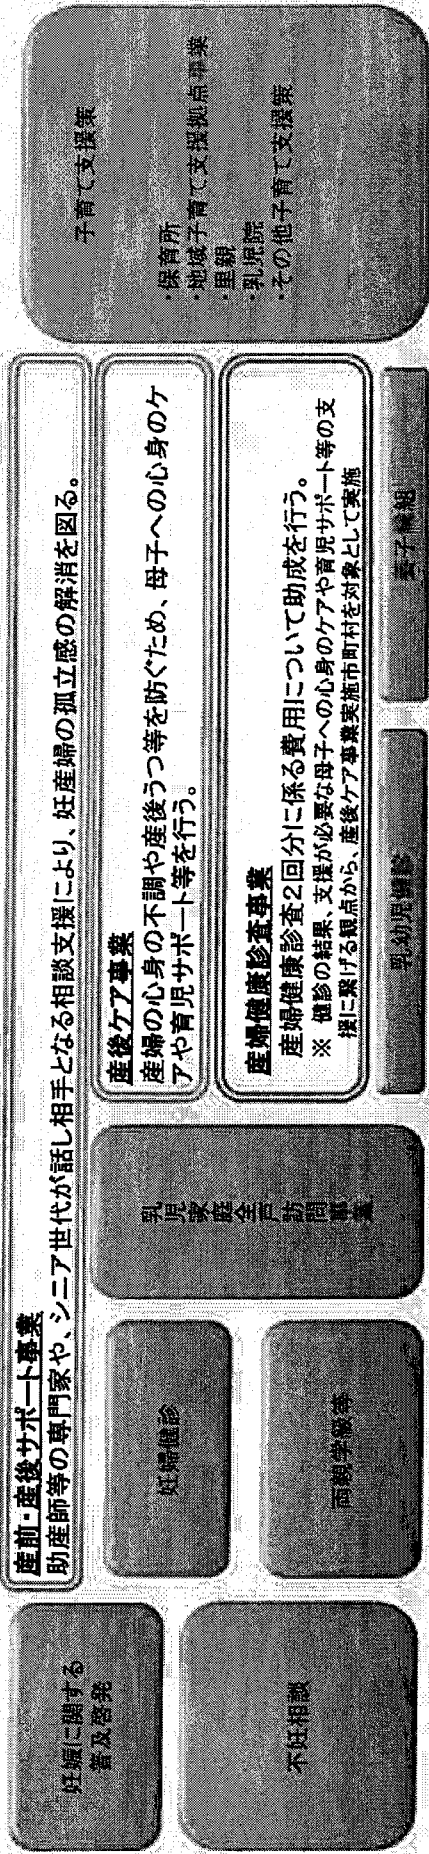 妊娠に関する
普及啓発
不妊相談
産前・産後サポート事業
助産師等の専門家や、シニア世代が話し相手となる相談支援により、妊産婦の孤立感の解消を図る。
妊婦健診
両親学級等
乳児家庭全戸訪問事業
産後ケア事業
産婦の心身の不調や産後うつ等を防ぐため、母子への心身のケ
アや育児サポート等を行う。
産婦健康診査事業
産婦健康診査2回分に係る費用について助成を行う。
※ 健診の結果、支援が必要な母子への心身のケアや育児サポート等の支
援に繋げる観点から、産後ケア事業実施市町村を対象として実施
乳幼児健診
養子縁組
子育て支援策
・保育所
・地域子育て支援拠点事業
・里親
・乳児院
・その他子育て支援策